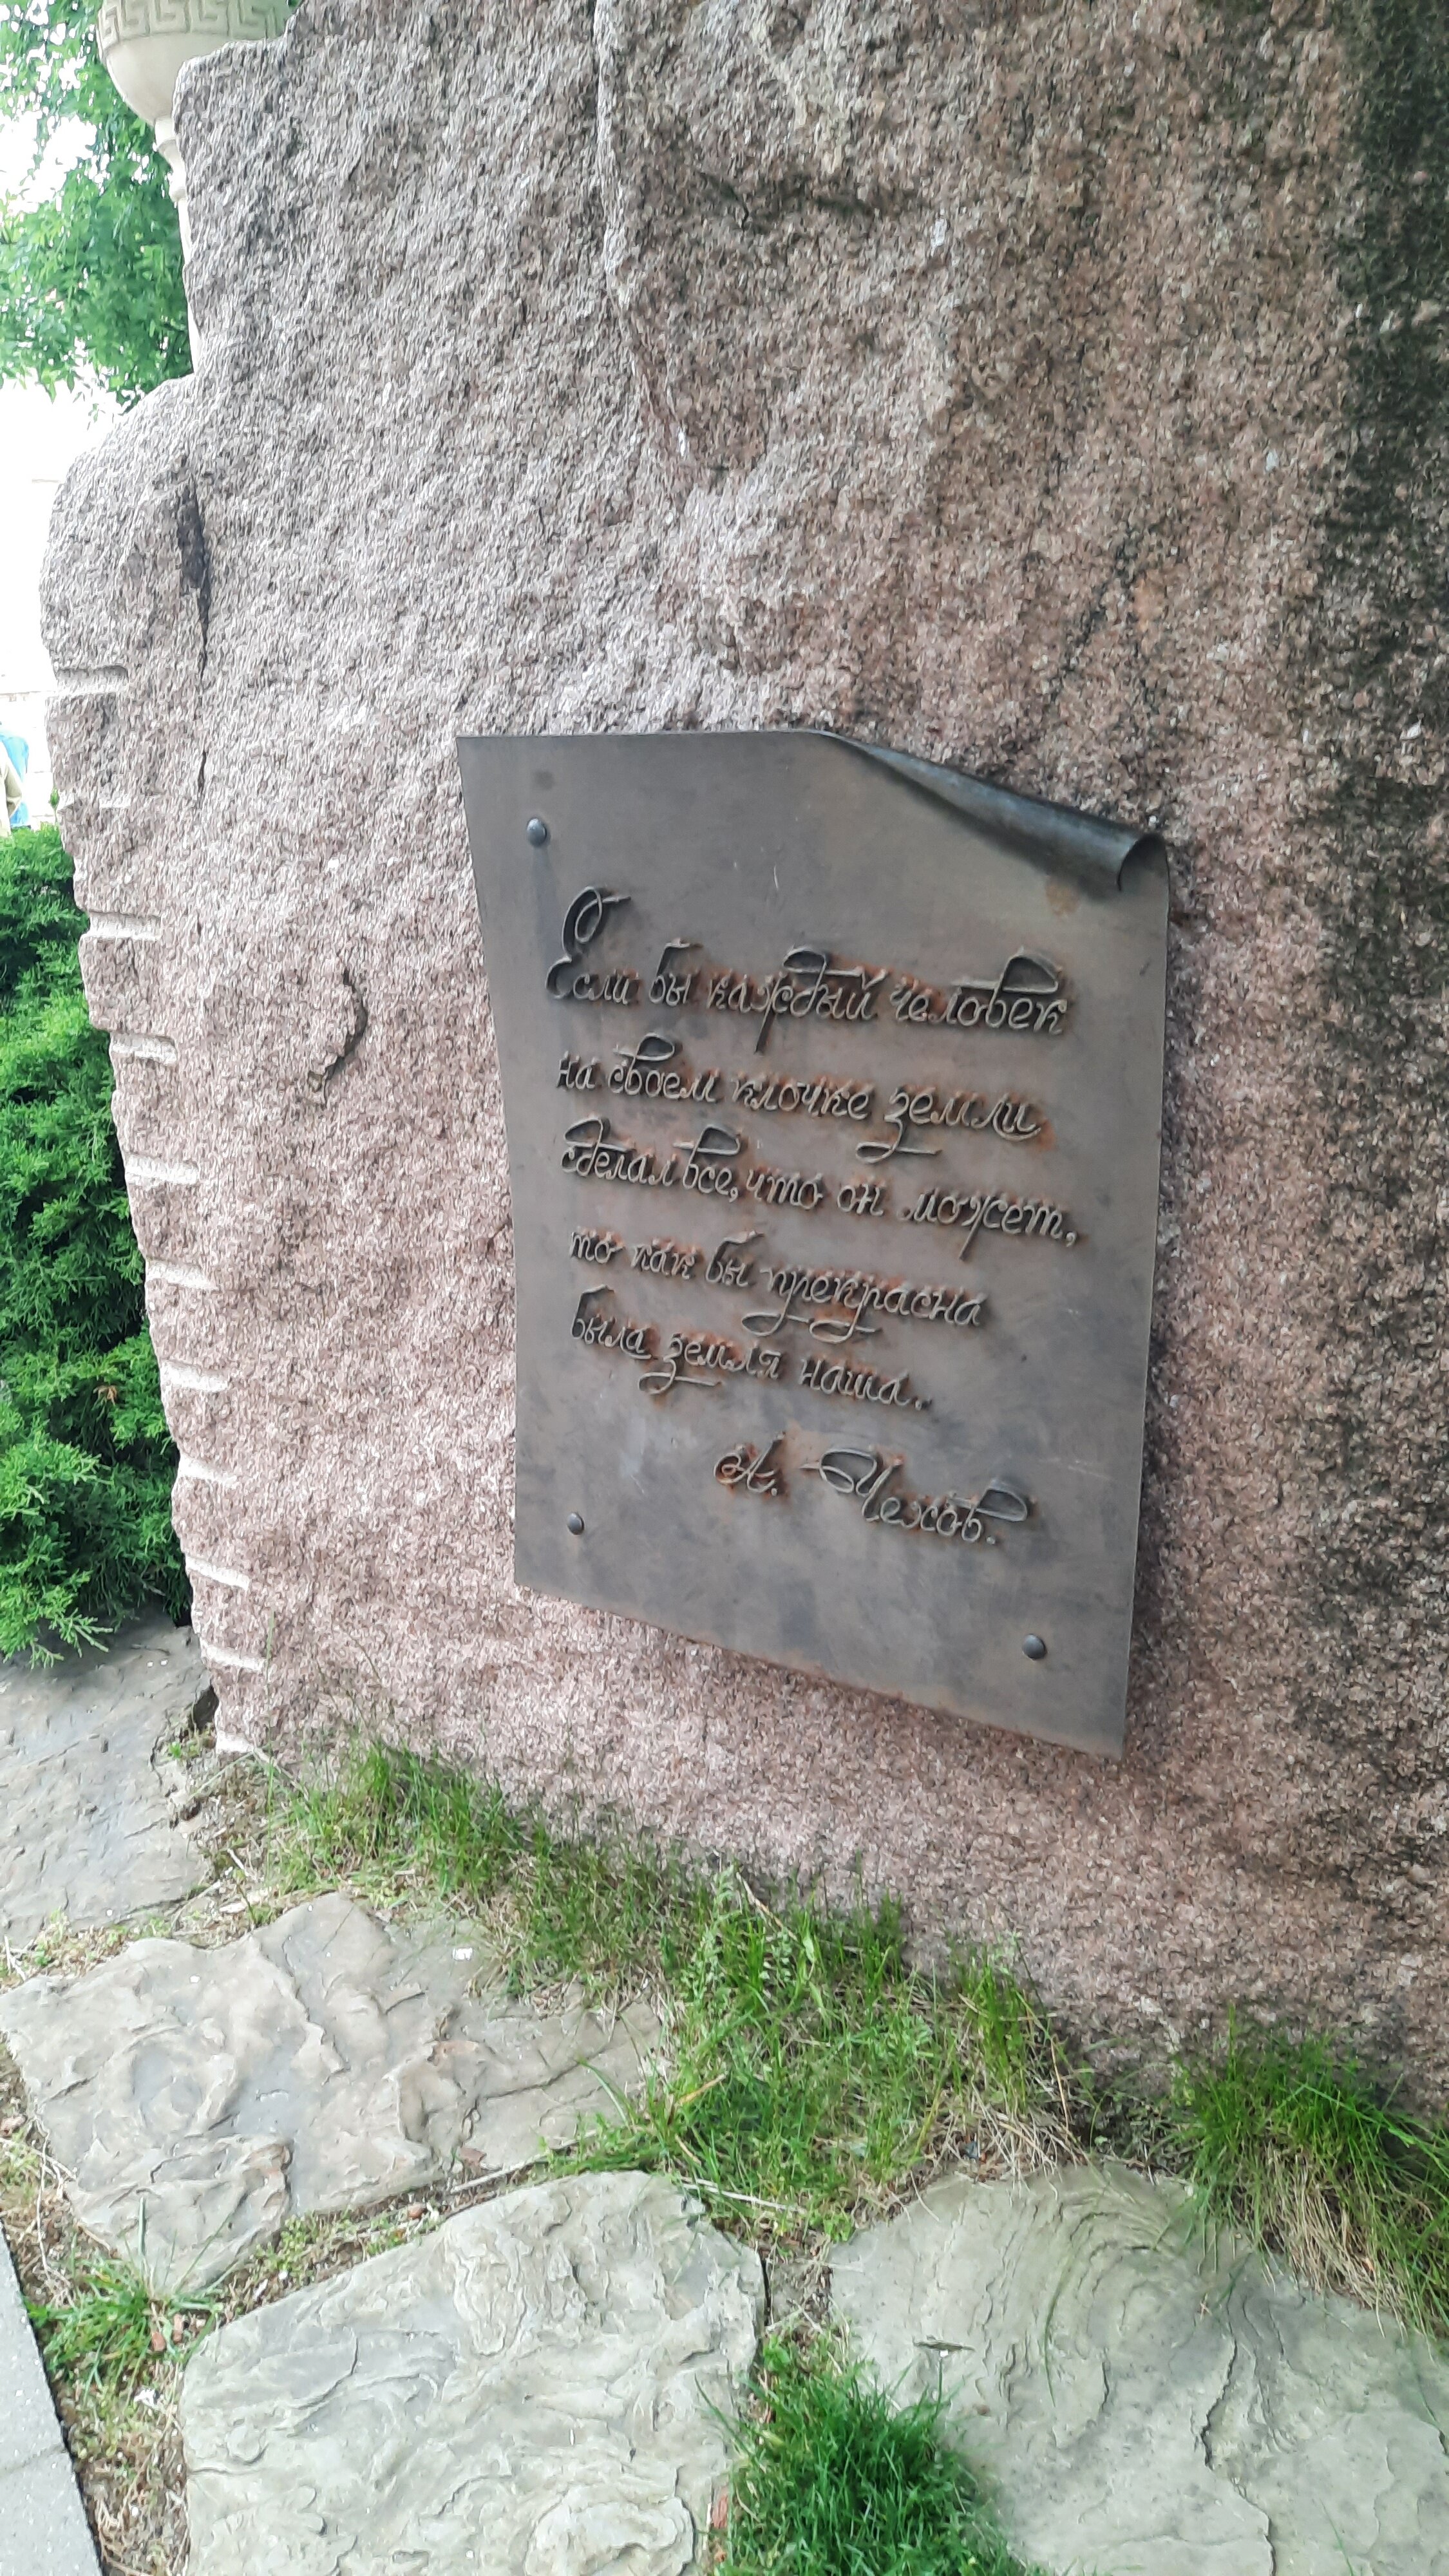 Если бы каждый человек
на своем клочке земли
сделал все, что он может,
то как бы прекрасна
была земля наша..
А. Чехов.